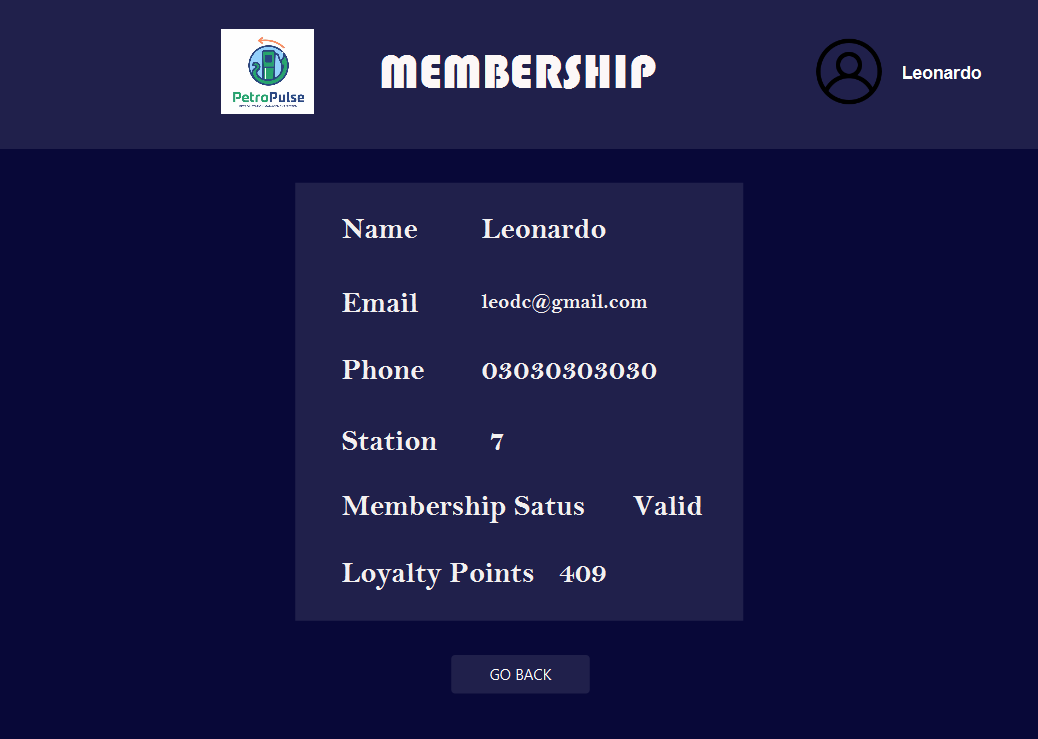 PetroPulse
MEMBERSHIP
Leonardo
Name Leonardo
Email leodc@gmail.com
Phone 03030303030
Station 7
Membership Satus Valid
Loyalty Points 409
GO BACK